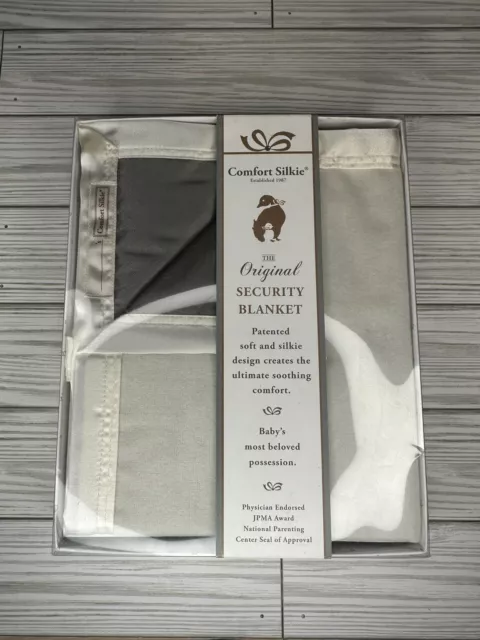 Comfort Silkie®
Established 1987
THE
Original
SECURITY
BLANKET
Patented
soft and silkie
design creates the
ultimate soothing
comfort.
Baby's
most beloved
possession.
Physician Endorsed
JPMA Award
National Parenting
Center Seal of Approval
Comfort Silkie®